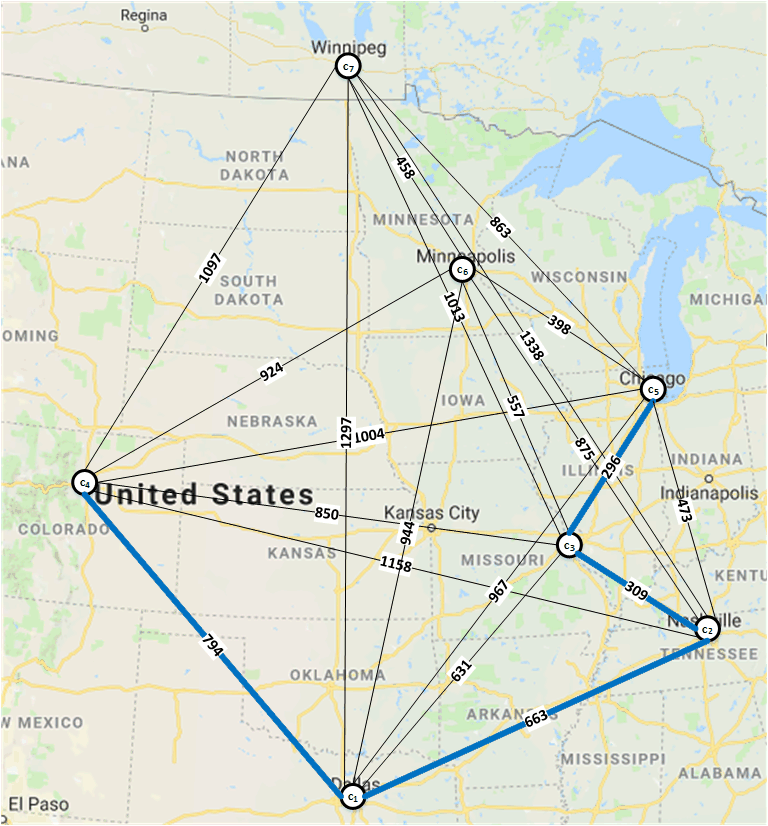 Regina
Winnipeg
c7
NORTH
DAKOTA
458
863
MINNESOTA
Minneapolis
c6
1097
WISCONSIN
MICHIGA
SOUTH
DAKOTA
1013
398
OMING
1338
924
Chicago
c5
IOWA
557
NEBRASKA
1297
1004
875
296
ILLINOIS
INDIANA
c4
United States
Indianapolis
473
850
Kansas City
COLORADO
944
c3
KANSAS
MISSOURI
1158
KENTU
967
309
Nashville
c2
794
TENNESSEE
OKLAHOMA
631
ARKANSAS
663
W MEXICO
MISSISSIPPI
ALABAMA
Dallas
c1
El Paso